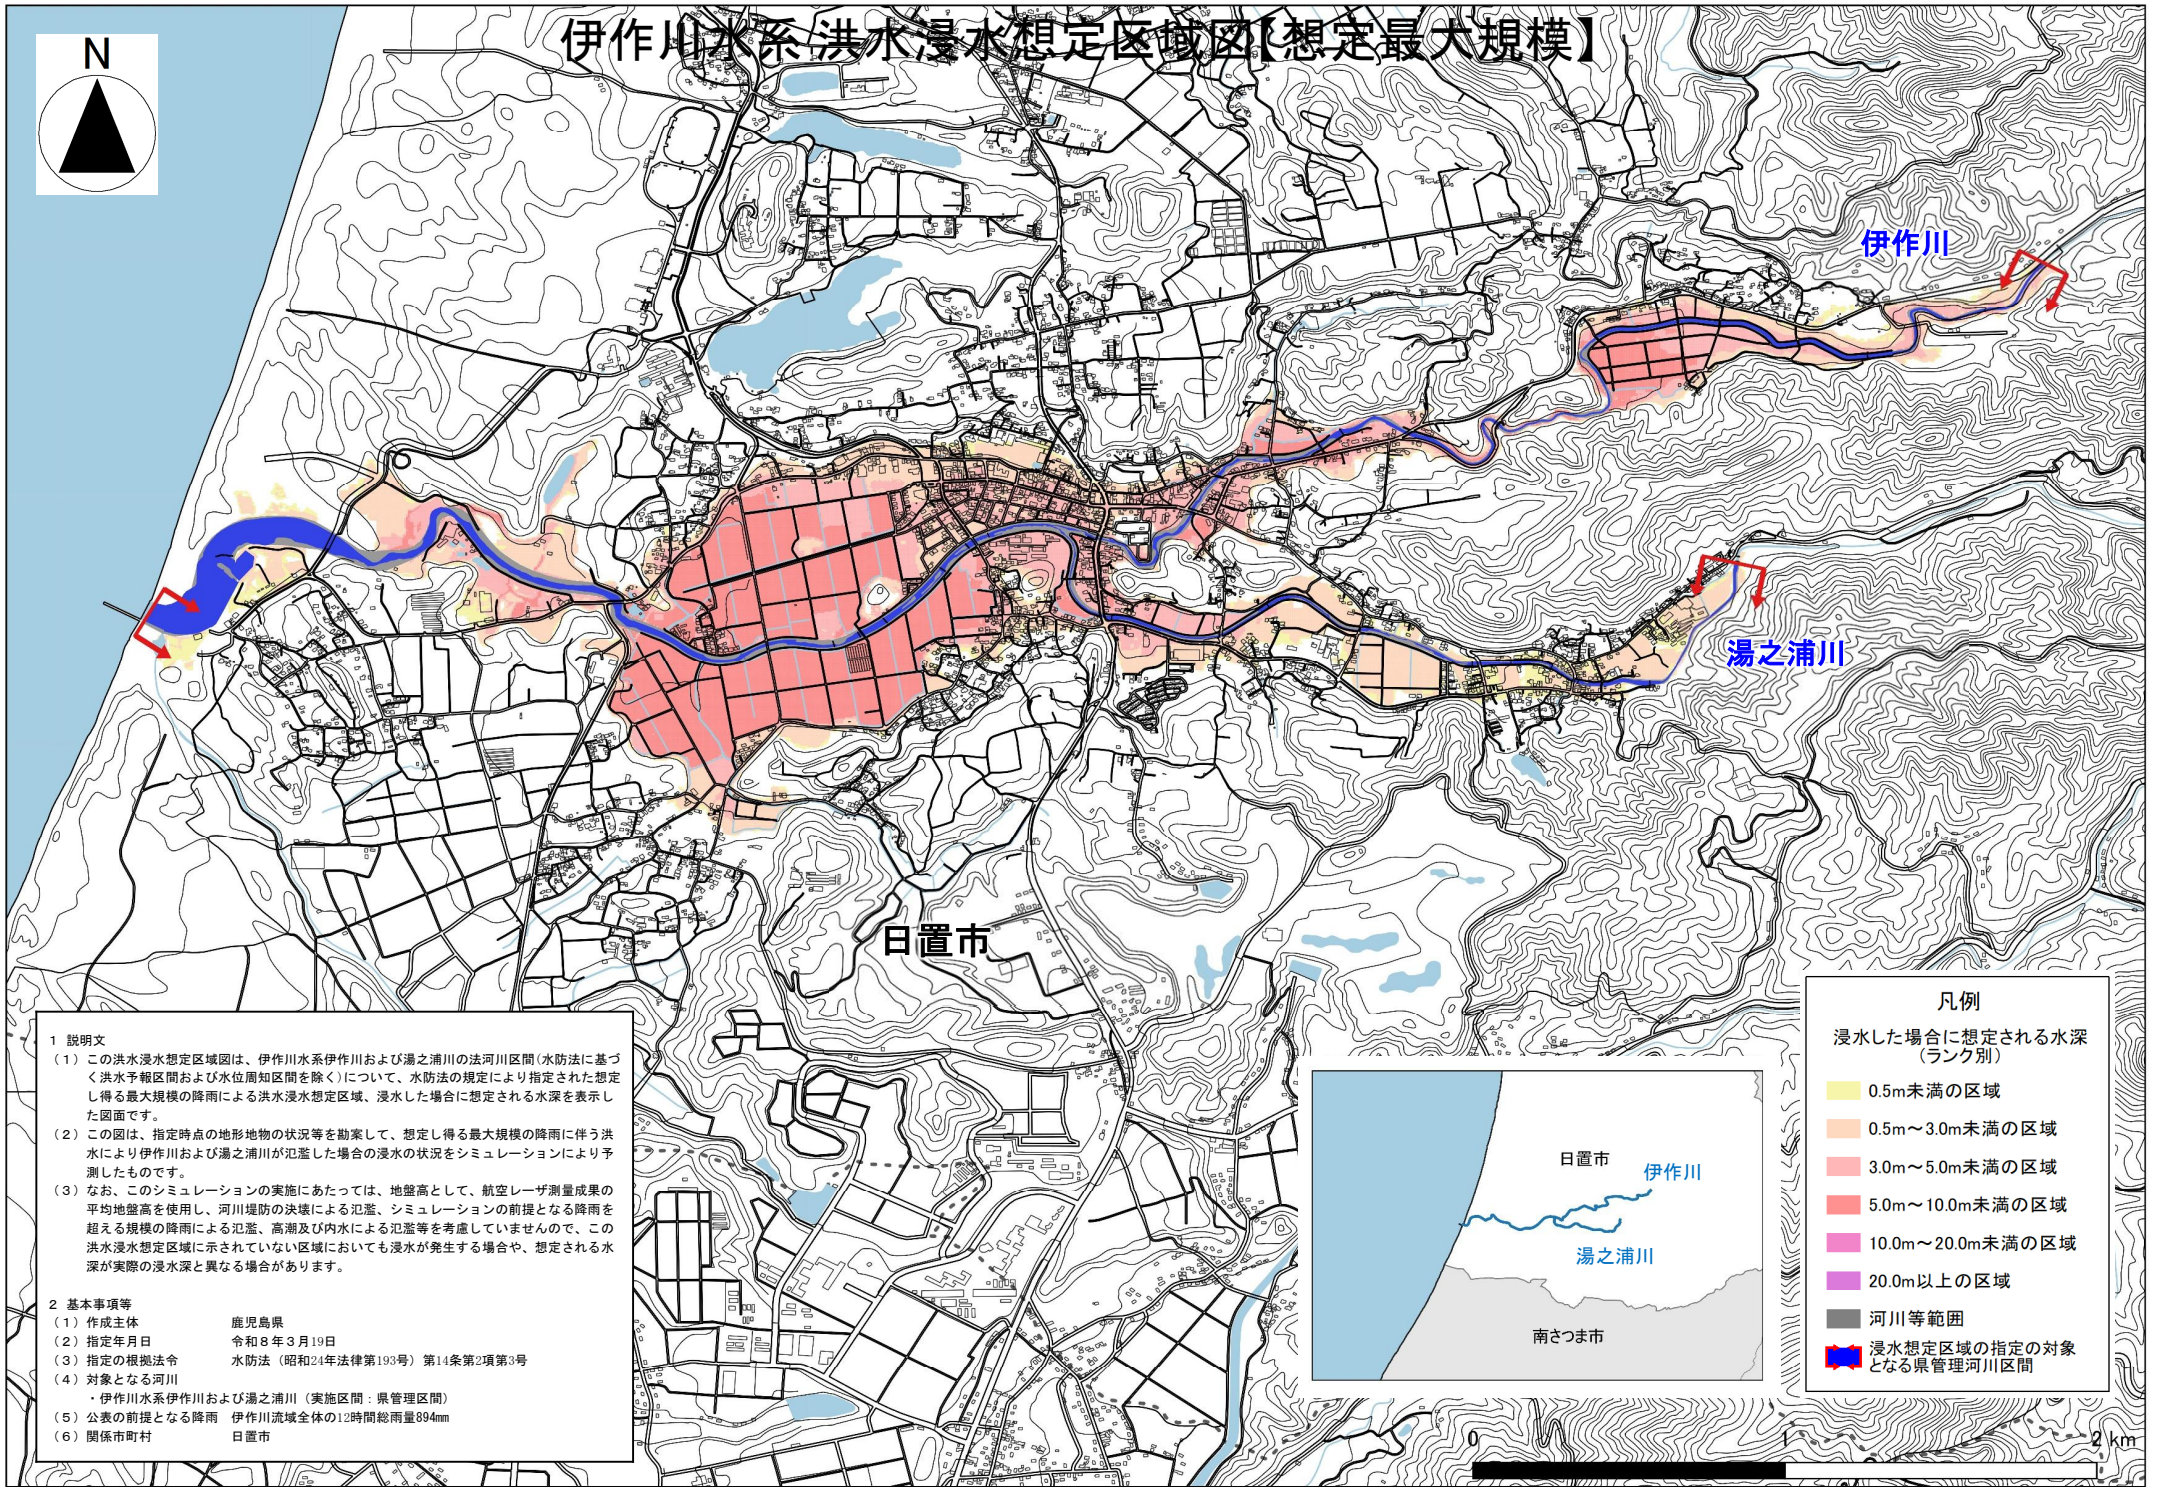 伊作川水系 洪水浸水想定区域図【想定最大規模】
N
伊作川
湯之浦川
日置市
1 説明文
(1) この洪水浸水想定区域図は、伊作川水系伊作川および湯之浦川の法河川区間(水防法に基づ
く洪水予報区間および水位周知区間を除く)について、水防法の規定により指定された想定
し得る最大規模の降雨による洪水浸水想定区域、浸水した場合に想定される水深を表示し
た図面です。
(2) この図は、指定時点の地形地物の状況等を勘案して、想定し得る最大規模の降雨に伴う洪
水により伊作川および湯之浦川が氾濫した場合の浸水の状況をシミュレーションにより予
測したものです。
(3) なお、このシミュレーションの実施にあたっては、地盤高として、航空レーザ測量成果の
平均地盤高を使用し、河川堤防の決壊による氾濫、シミュレーションの前提となる降雨を
超える規模の降雨による氾濫、高潮及び内水による氾濫等を考慮していませんので、この
洪水浸水想定区域に示されていない区域においても浸水が発生する場合や、想定される水
深が実際の浸水深と異なる場合があります。
2 基本事項等
(1) 作成主体 鹿児島県
(2) 指定年月日 令和8年3月19日
(3) 指定の根拠法令 水防法(昭和24年法律第193号)第14条第2項第3号
(4) 対象となる河川
・伊作川水系伊作川および湯之浦川(実施区間:県管理区間)
(5) 公表の前提となる降雨 伊作川流域全体の12時間総雨量894mm
(6) 関係市町村 日置市
日置市
伊作川
湯之浦川
南さつま市
凡例
浸水した場合に想定される水深
(ランク別)
0.5m未満の区域
0.5m～3.0m未満の区域
3.0m～5.0m未満の区域
5.0m～10.0m未満の区域
10.0m～20.0m未満の区域
20.0m以上の区域
河川等範囲
浸水想定区域の指定の対象
となる県管理河川区間
0 1 2 km